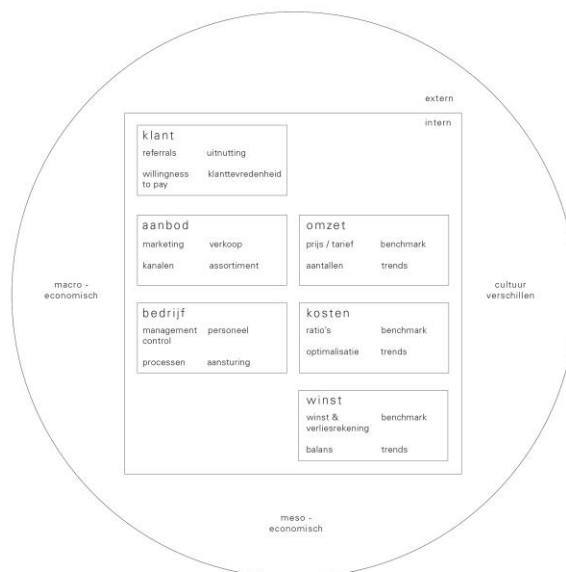 extern
intern
klant
referrals uitnutting
willingness klanttevredenheid
to pay
aanbod
marketing verkoop
kanalen assortiment
omzet
prijs / tarief benchmark
aantallen trends
macro -
economisch
cultuur
verschillen
bedrijf
management personeel
control
processen aansturing
kosten
ratio's benchmark
optimalisatie trends
winst
winst & benchmark
verliesrekening
balans trends
meso -
economisch